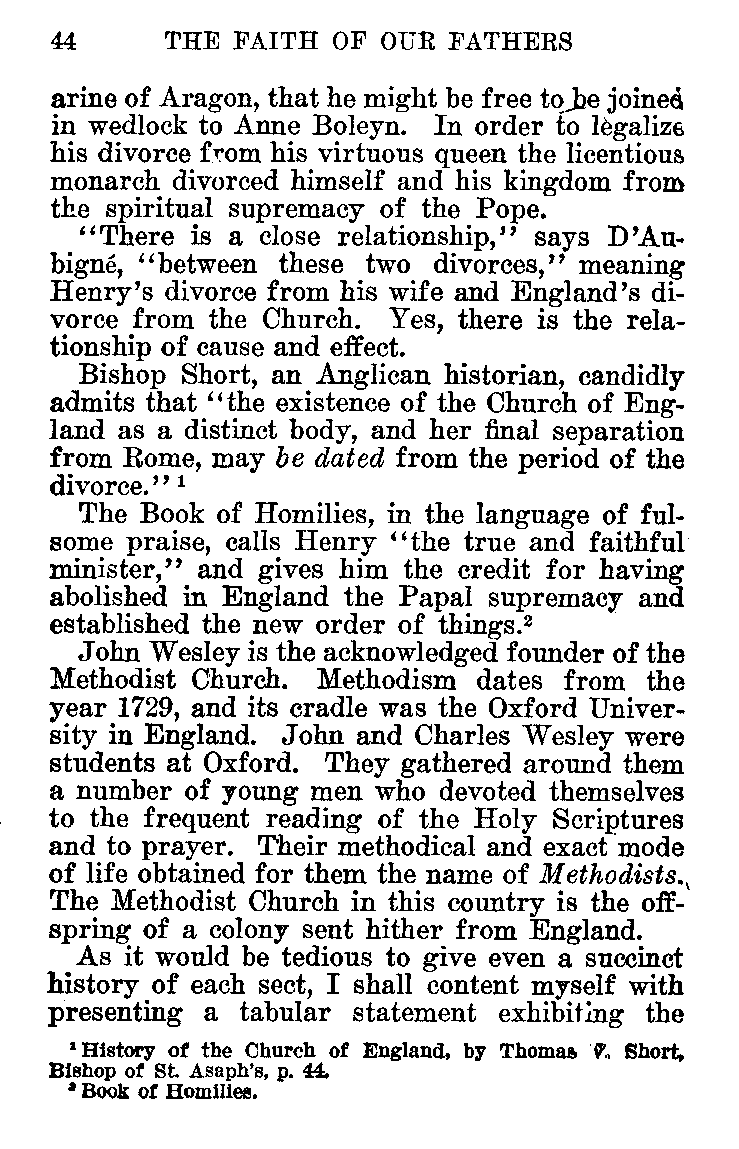 44 THE FAITH OF OUR FATHERS
arine of Aragon, that he might be free to be joined
in wedlock to Anne Boleyn. In order to legalize
his divorce from his virtuous queen the licentious
monarch divorced himself and his kingdom from
the spiritual supremacy of the Pope.
"There is a close relationship," says D'Au-
bigné, "between these two divorces," meaning
Henry's divorce from his wife and England's di-
vorce from the Church. Yes, there is the rela-
tionship of cause and effect.
Bishop Short, an Anglican historian, candidly
admits that "the existence of the Church of Eng-
land as a distinct body, and her final separation
from Rome, may be dated from the period of the
divorce." ¹
The Book of Homilies, in the language of ful-
some praise, calls Henry "the true and faithful
minister," and gives him the credit for having
abolished in England the Papal supremacy and
established the new order of things.²
John Wesley is the acknowledged founder of the
Methodist Church. Methodism dates from the
year 1729, and its cradle was the Oxford Univer-
sity in England. John and Charles Wesley were
students at Oxford. They gathered around them
a number of young men who devoted themselves
to the frequent reading of the Holy Scriptures
and to prayer. Their methodical and exact mode
of life obtained for them the name of Methodists.
The Methodist Church in this country is the off-
spring of a colony sent hither from England.
As it would be tedious to give even a succinct
history of each sect, I shall content myself with
presenting a tabular statement exhibiting the
¹ History of the Church of England, by Thomas V. Short,
Bishop of St. Asaph's, p. 44.
² Book of Homilies.